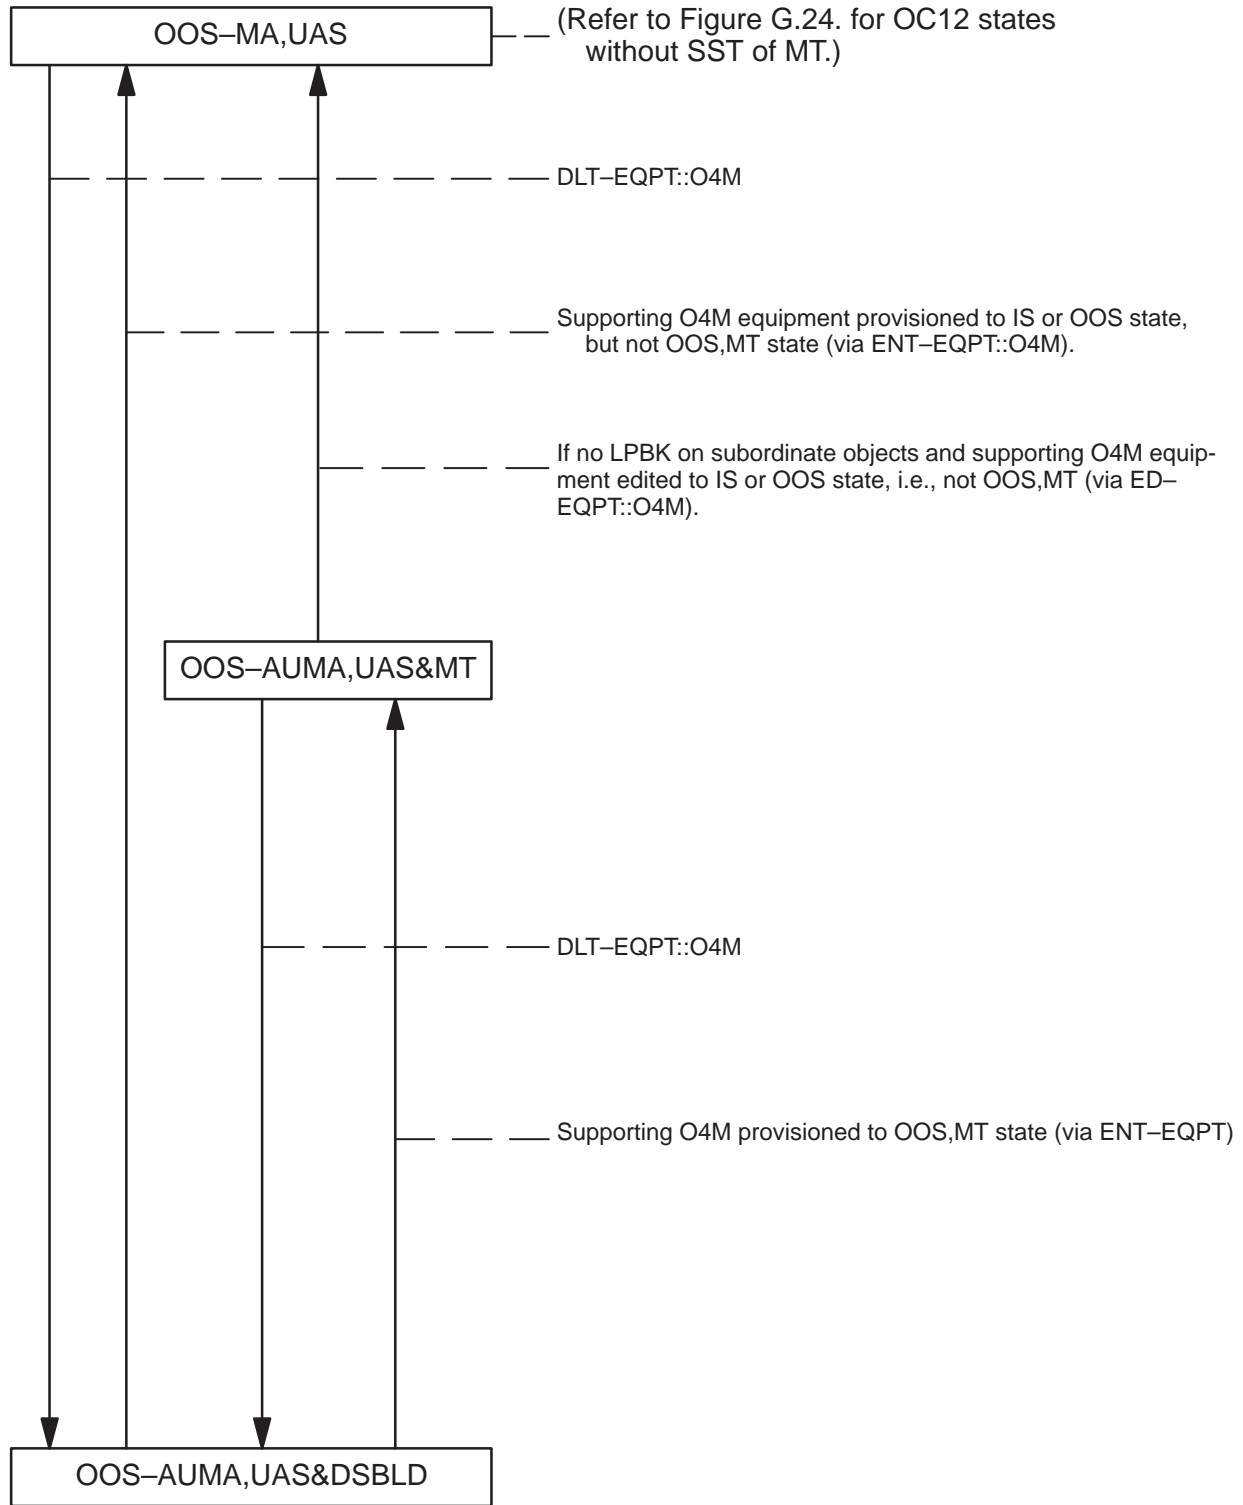 OOS–MA,UAS
(Refer to Figure G.24. for OC12 states
without SST of MT.)
DLT–EQPT::O4M
Supporting O4M equipment provisioned to IS or OOS state,
but not OOS,MT state (via ENT–EQPT::O4M).
If no LPBK on subordinate objects and supporting O4M equip-
ment edited to IS or OOS state, i.e., not OOS,MT (via ED–
EQPT::O4M).
OOS–AUMA,UAS&MT
DLT–EQPT::O4M
Supporting O4M provisioned to OOS,MT state (via ENT–EQPT)
OOS–AUMA,UAS&DSBLD